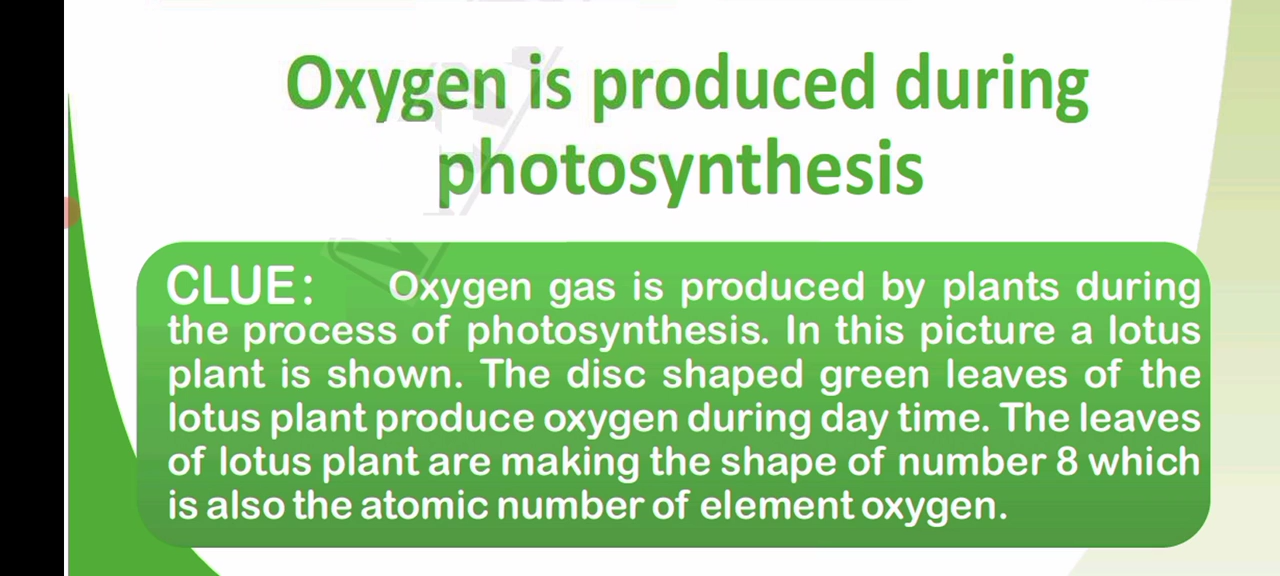 Oxygen is produced during
photosynthesis
CLUE: Oxygen gas is produced by plants during
the process of photosynthesis. In this picture a lotus
plant is shown. The disc shaped green leaves of the
lotus plant produce oxygen during day time. The leaves
of lotus plant are making the shape of number 8 which
is also the atomic number of element oxygen.